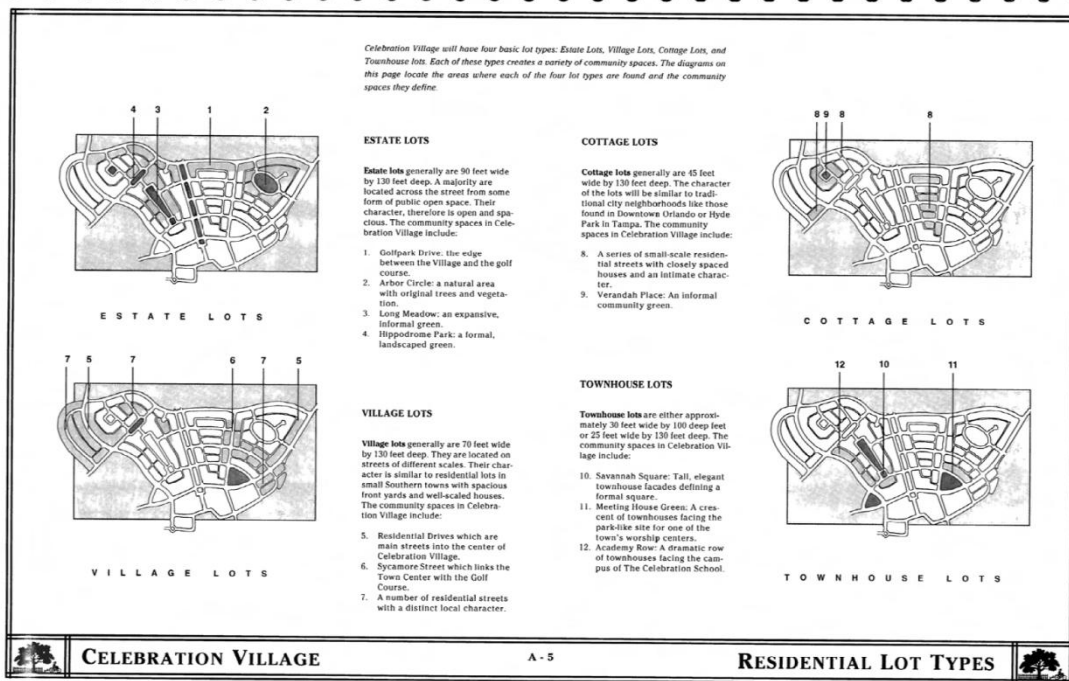 Celebration Village will have four basic lot types: Estate Lots, Village Lots, Cottage Lots, and
Townhouse lots. Each of these types creates a variety of community spaces. The diagrams on
this page locate the areas where each of the four lot types are found and the community
spaces they define.
4 3 1 2
ESTATE LOTS
ESTATE LOTS
Estate lots generally are 90 feet wide
by 130 feet deep. A majority are
located across the street from some
form of public open space. Their
character, therefore is open and spa-
cious. The community spaces in Cele-
bration Village include:
1. Golfpark Drive: the edge
between the Village and the golf
course.
2. Arbor Circle: a natural area
with original trees and vegeta-
tion.
3. Long Meadow: an expansive,
informal green.
4. Hippodrome Park: a formal,
landscaped green.
7 5 7 6 7 5
VILLAGE LOTS
VILLAGE LOTS
Village lots generally are 70 feet wide
by 130 feet deep. They are located on
streets of different scales. Their char-
acter is similar to residential lots in
small Southern towns with spacious
front yards and well-scaled houses.
The community spaces in Celebra-
tion Village include:
5. Residential Drives which are
main streets into the center of
Celebration Village.
6. Sycamore Street which links the
Town Center with the Golf
Course.
7. A number of residential streets
with a distinct local character.
COTTAGE LOTS
Cottage lots generally are 45 feet
wide by 130 feet deep. The character
of the lots will be similar to tradi-
tional city neighborhoods like those
found in Downtown Orlando or Hyde
Park in Tampa. The community
spaces in Celebration Village include:
8. A series of small-scale residen-
tial streets with closely spaced
houses and an intimate charac-
ter.
9. Verandah Place: An informal
community green.
8 9 8 8
COTTAGE LOTS
TOWNHOUSE LOTS
Townhouse lots are either approxi-
mately 30 feet wide by 100 deep feet
or 25 feet wide by 130 feet deep. The
community spaces in Celebration Vil-
lage include:
10. Savannah Square: Tall, elegant
townhouse facades defining a
formal square.
11. Meeting House Green: A cres-
cent of townhouses facing the
park-like site for one of the
town's worship centers.
12. Academy Row: A dramatic row
of townhouses facing the cam-
pus of The Celebration School.
12 10 11
TOWNHOUSE LOTS
CELEBRATION VILLAGE
A - 5
RESIDENTIAL LOT TYPES